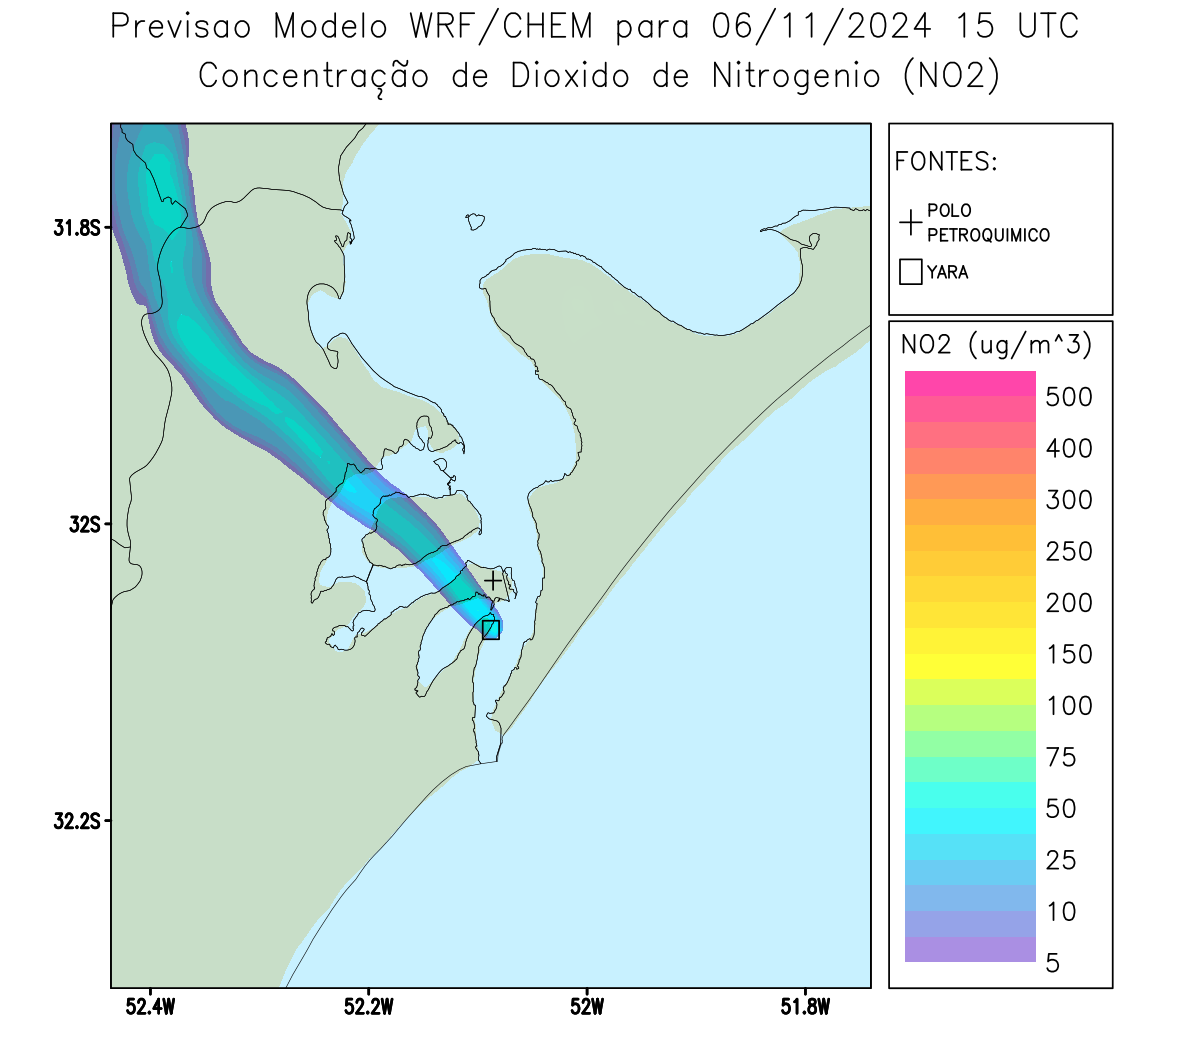 Previsao Modelo WRF/CHEM para 06/11/2024 15 UTC
Concentração de Dioxido de Nitrogenio (NO2)
FONTES:
POLO
PETROQUIMICO
YARA
NO2 (ug/m^3)
500
400
300
250
200
150
100
75
50
25
10
5
31.8S
32S
32.2S
52.4W
52.2W
52W
51.8W